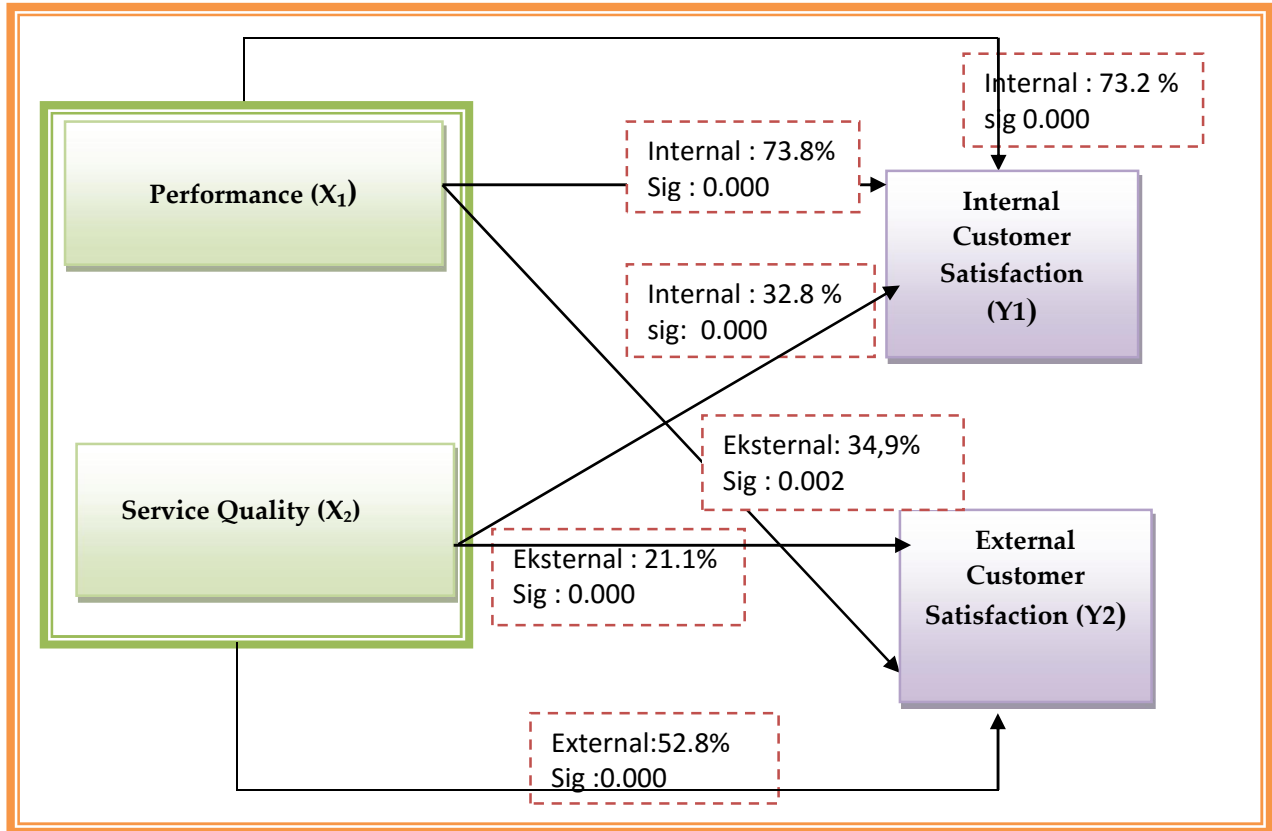 Internal : 73.2 %
sig 0.000
Internal : 73.8%
Sig : 0.000
Performance (X₁)
Internal
Customer
Satisfaction
(Y1)
Internal : 32.8 %
sig: 0.000
Eksternal: 34,9%
Sig : 0.002
Service Quality (X₂)
Eksternal : 21.1%
Sig : 0.000
External
Customer
Satisfaction (Y2)
External:52.8%
Sig :0.000